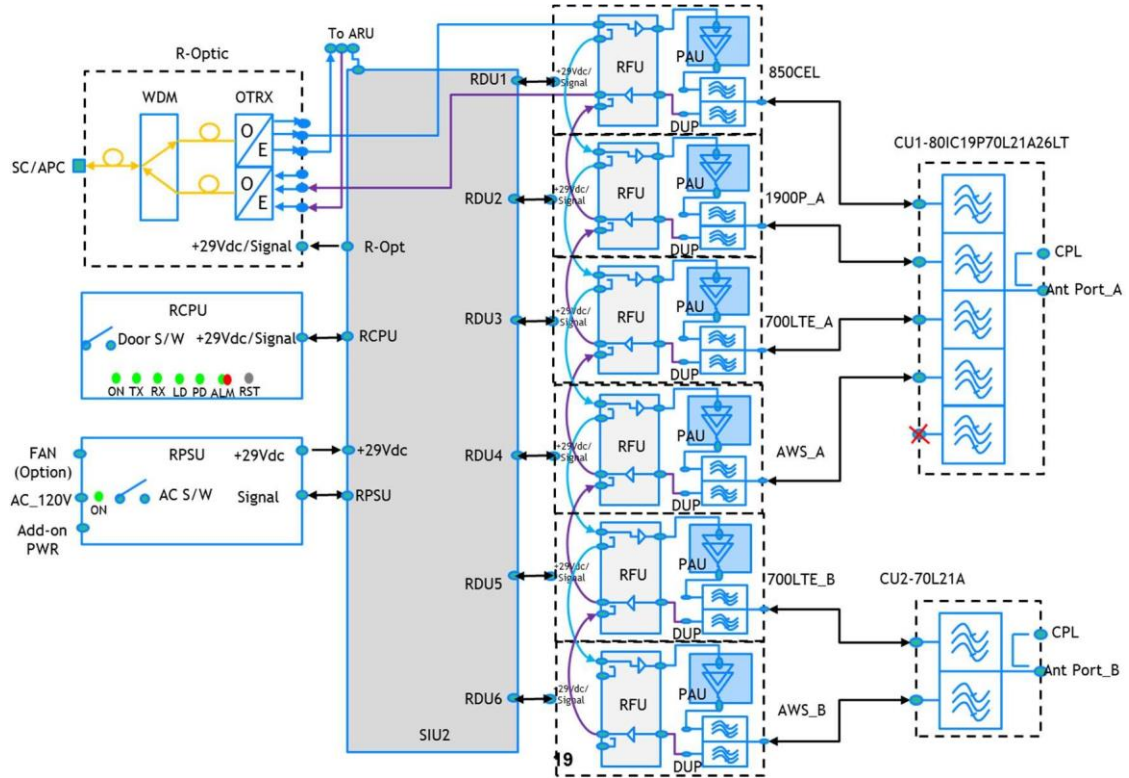 To ARU
R-Optic
WDM
OTRX
O
E
O
E
SC/APC
+29Vdc/Signal
R-Opt
RCPU
Door S/W
+29Vdc/Signal
RCPU
ON TX RX LD PD ALM RST
FAN
(Option)
RPSU
+29Vdc
+29Vdc
AC_120V
ON
AC S/W
Signal
RPSU
Add-on
PWR
RDU1
RDU2
RDU3
RDU4
RDU5
RDU6
SIU2
+29Vdc/
Signal
RFU
PAU
DUP
850CEL
+29Vdc/
Signal
RFU
PAU
DUP
1900P_A
+29Vdc/
Signal
RFU
PAU
DUP
700LTE_A
+29Vdc/
Signal
RFU
PAU
DUP
AWS_A
+29Vdc/
Signal
RFU
PAU
DUP
700LTE_B
+29Vdc/
Signal
RFU
PAU
DUP
AWS_B
19
CU1-80IC19P70L21A26LT
CPL
Ant Port_A
CU2-70L21A
CPL
Ant Port_B